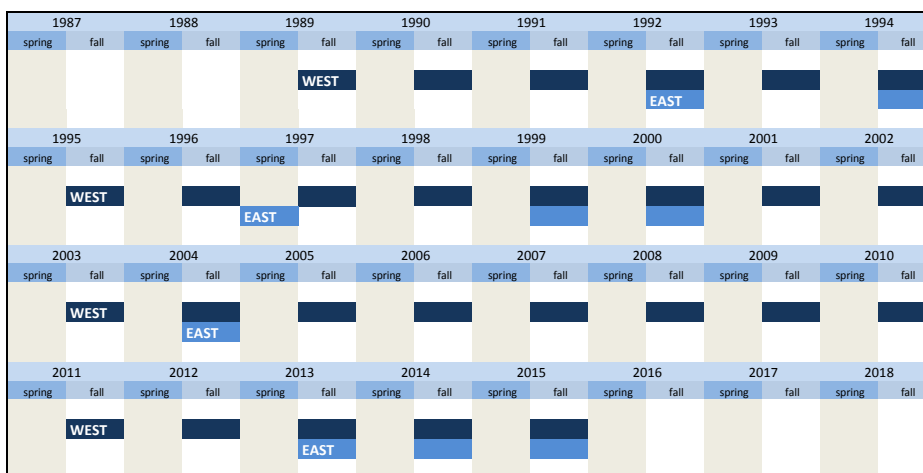 1987 1988 1989 1990 1991 1992 1993 1994
spring fall spring fall spring fall spring fall spring fall spring fall spring fall spring fall
WEST
EAST
1995 1996 1997 1998 1999 2000 2001 2002
spring fall spring fall spring fall spring fall spring fall spring fall spring fall spring fall
WEST
EAST
2003 2004 2005 2006 2007 2008 2009 2010
spring fall spring fall spring fall spring fall spring fall spring fall spring fall spring fall
WEST
EAST
2011 2012 2013 2014 2015 2016 2017 2018
spring fall spring fall spring fall spring fall spring fall spring fall spring fall spring fall
WEST
EAST